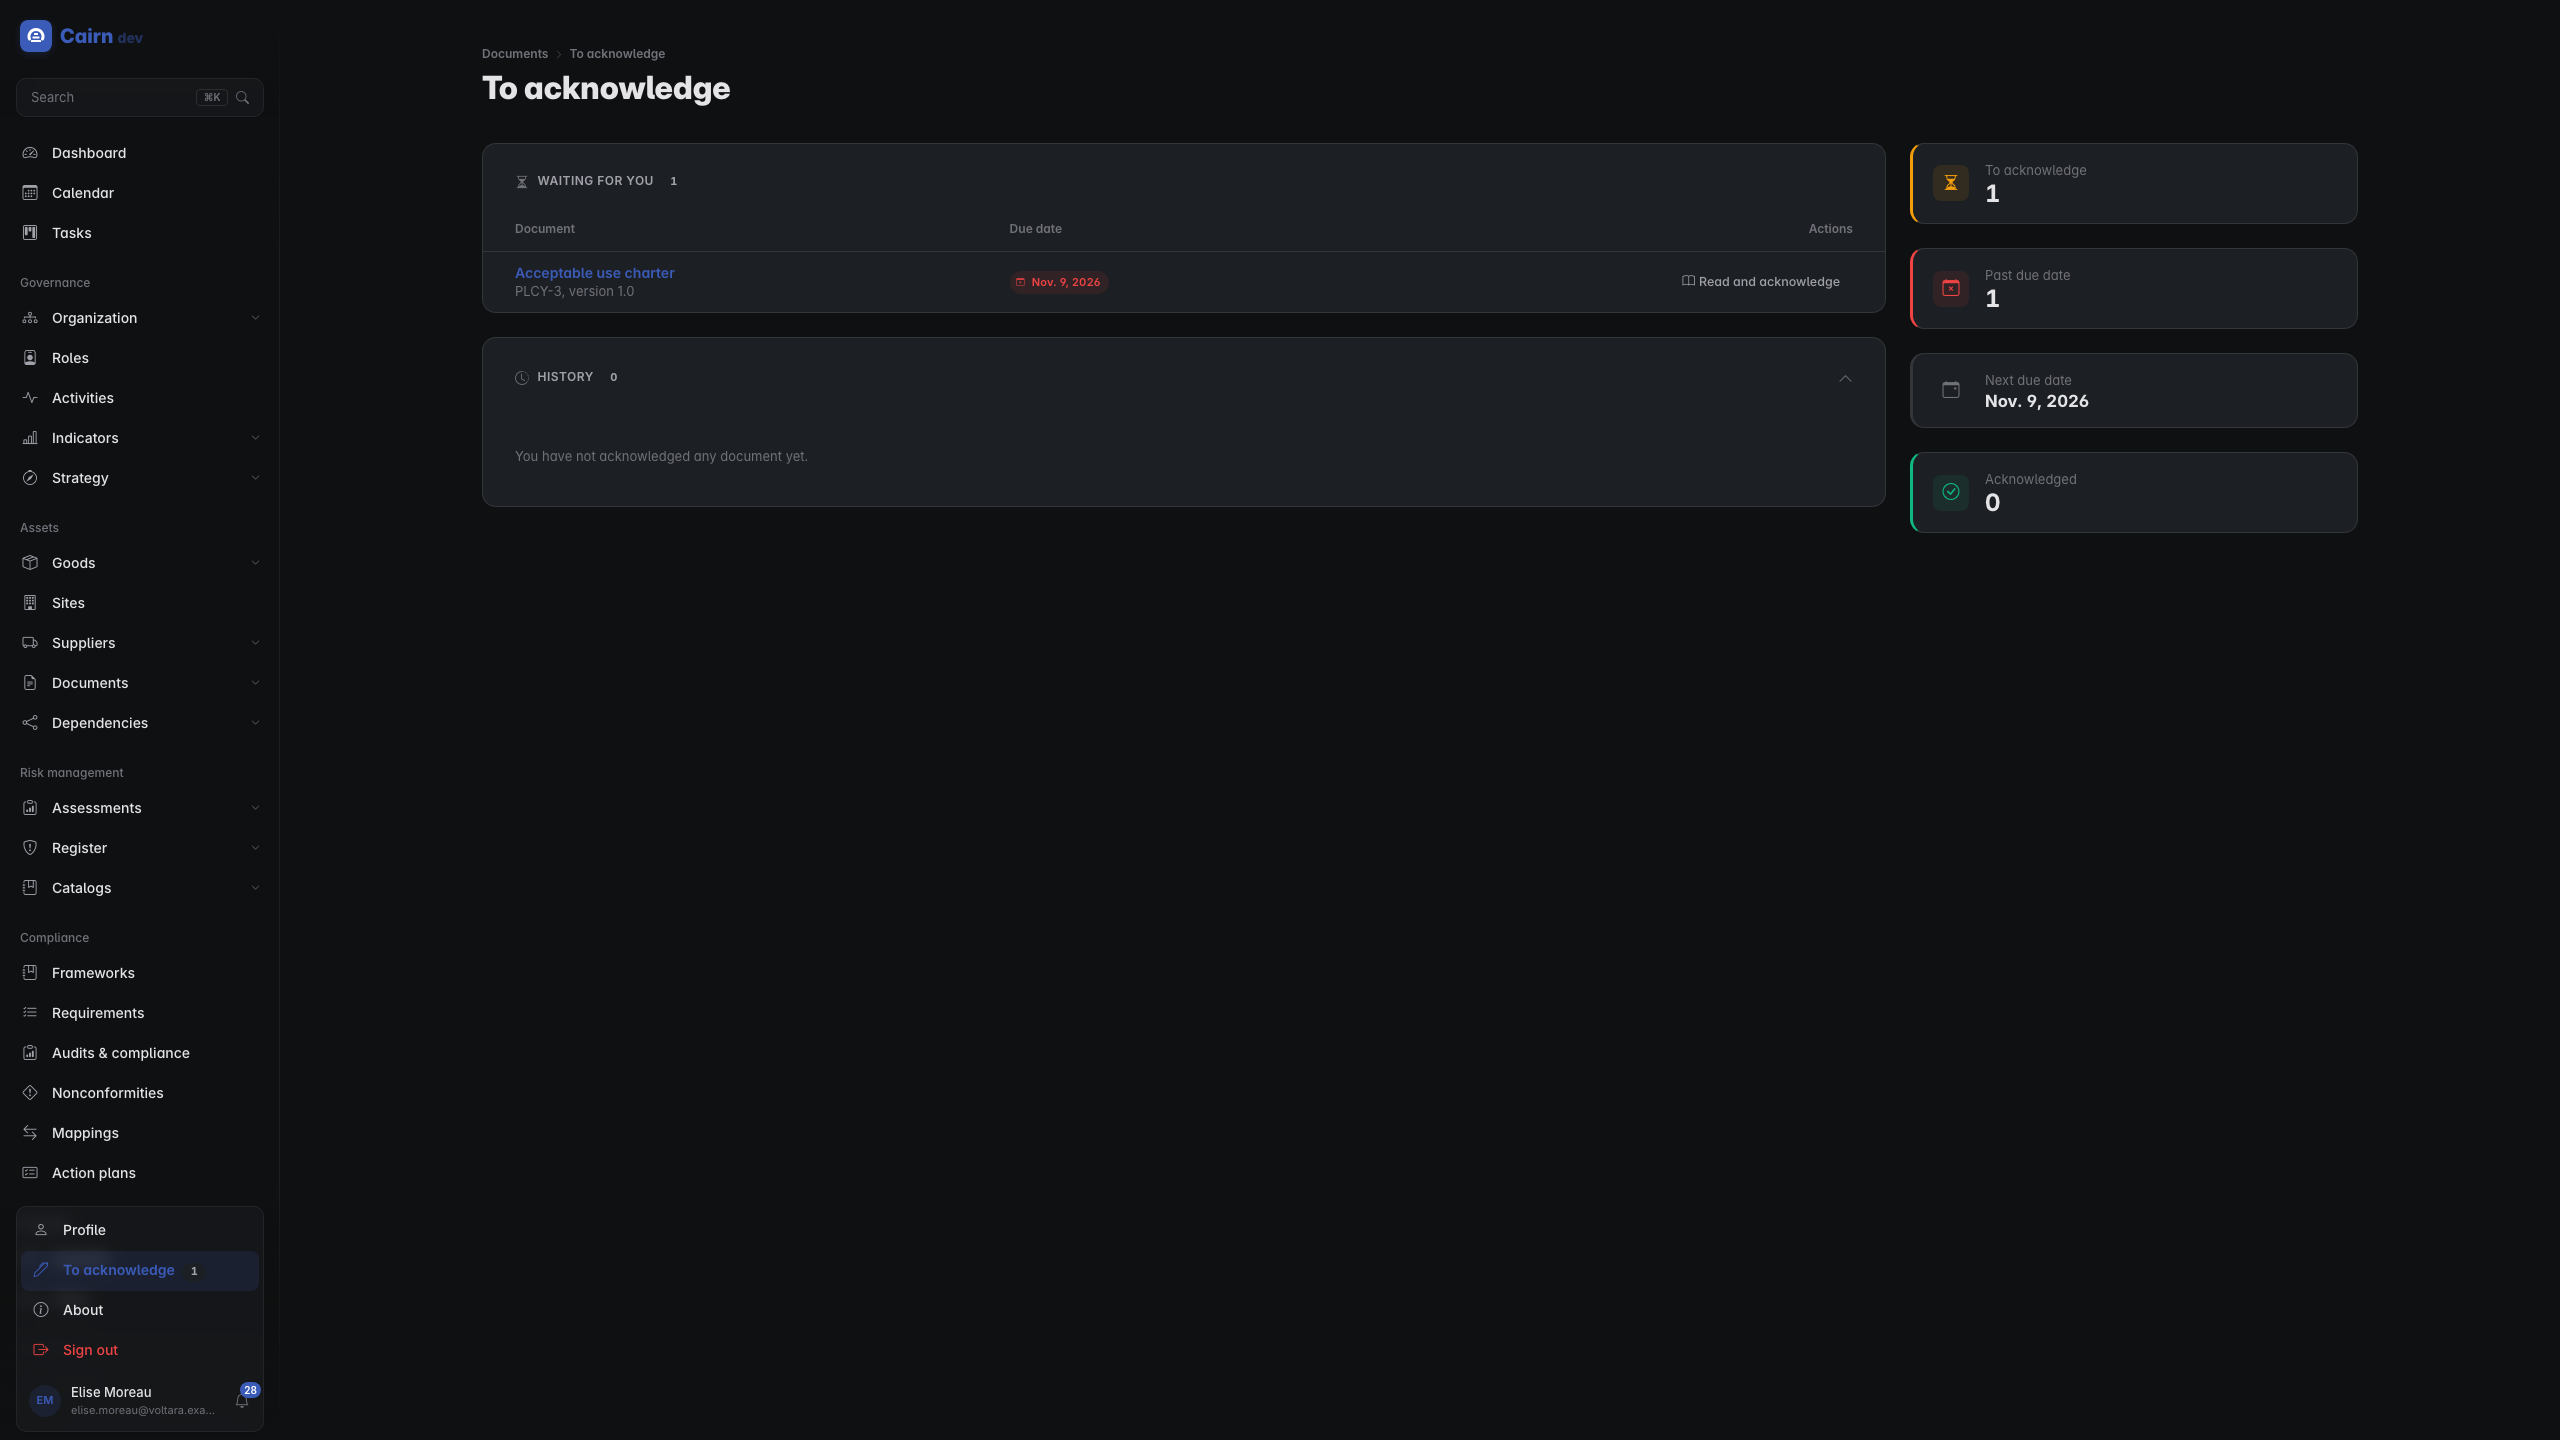 Cairn dev
Search ⌘K
Dashboard
Calendar
Tasks
Governance
Organization
Roles
Activities
Indicators
Strategy
Assets
Goods
Sites
Suppliers
Documents
Dependencies
Risk management
Assessments
Register
Catalogs
Compliance
Frameworks
Requirements
Audits & compliance
Nonconformities
Mappings
Action plans
Profile
To acknowledge 1
About
Sign out
EM
Elise Moreau
elise.moreau@voltara.exa...
28
Documents > To acknowledge
To acknowledge
WAITING FOR YOU 1
Document Due date Actions
Acceptable use charter
PLCY-3, version 1.0
Nov. 9, 2026
Read and acknowledge
HISTORY 0
You have not acknowledged any document yet.
To acknowledge
1
Past due date
1
Next due date
Nov. 9, 2026
Acknowledged
0